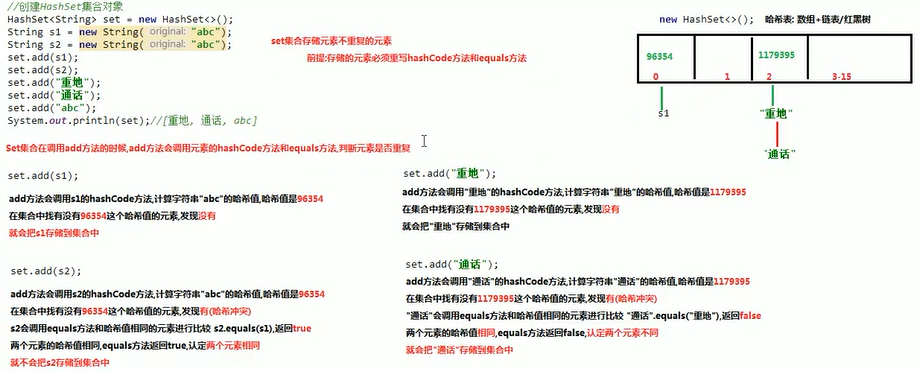 //创建HashSet集合对象
HashSet<String> set = new HashSet<>();
String s1 = new String( original: "abc");
String s2 = new String( original: "abc");
set.add(s1);
set.add(s2);
set.add("重地");
set.add("通话");
set.add("abc");
System.out.println(set);//[重地, 通话, abc]
set集合存储元素不重复的元素
前提:存储的元素必须重写hashCode方法和equals方法
new HashSet<>(); 哈希表: 数组+链表/红黑树
96354 1179395
0 1 2 3-15
s1 "重地"
"通话"
Set集合在调用add方法的时候,add方法会调用元素的hashCode方法和equals方法,判断元素是否重复
set.add(s1);
add方法会调用s1的hashCode方法,计算字符串"abc"的哈希值,哈希值是96354
在集合中找有没有96354这个哈希值的元素,发现没有
就会把s1存储到集合中
set.add("重地");
add方法会调用"重地"的hashCode方法,计算字符串"重地"的哈希值,哈希值是1179395
在集合中找有没有1179395这个哈希值的元素,发现没有
就会把"重地"存储到集合中
set.add(s2);
add方法会调用s2的hashCode方法,计算字符串"abc"的哈希值,哈希值是96354
在集合中找有没有96354这个哈希值的元素,发现有(哈希冲突)
s2会调用equals方法和哈希值相同的元素进行比较 s2.equals(s1),返回true
两个元素的哈希值相同,equals方法返回true,认定两个元素相同
就不会把s2存储到集合中
set.add("通话");
add方法会调用"通话"的hashCode方法,计算字符串"通话"的哈希值,哈希值是1179395
在集合中找有没有1179395这个哈希值的元素,发现有(哈希冲突)
"通话"会调用equals方法和哈希值相同的元素进行比较 "通话".equals("重地"),返回false
两个元素的哈希值相同,equals方法返回false,认定两个元素不同
就会把"通话"存储到集合中